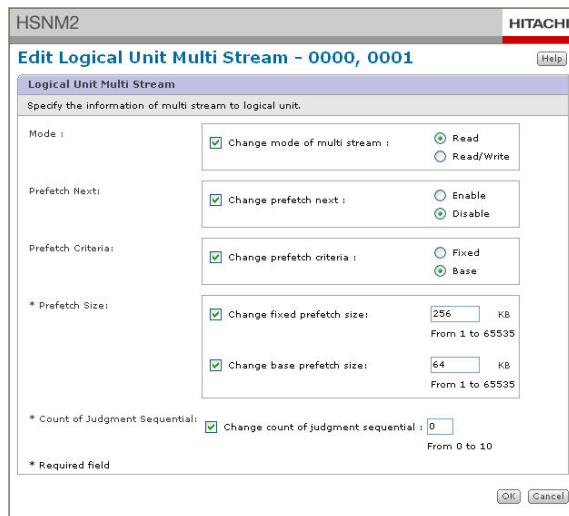 HSNM2
HITACHI
Edit Logical Unit Multi Stream - 0000, 0001
Help
Logical Unit Multi Stream
Specify the information of multi stream to logical unit.
Mode :
Change mode of multi stream :
Read
Read/Write
Prefetch Next:
Change prefetch next :
Enable
Disable
Prefetch Criteria:
Change prefetch criteria :
Fixed
Base
* Prefetch Size:
Change fixed prefetch size:
256 KB
From 1 to 65535
Change base prefetch size:
64 KB
From 1 to 65535
* Count of Judgment Sequential:
Change count of judgment sequential : 0
From 0 to 10
* Required field
OK Cancel